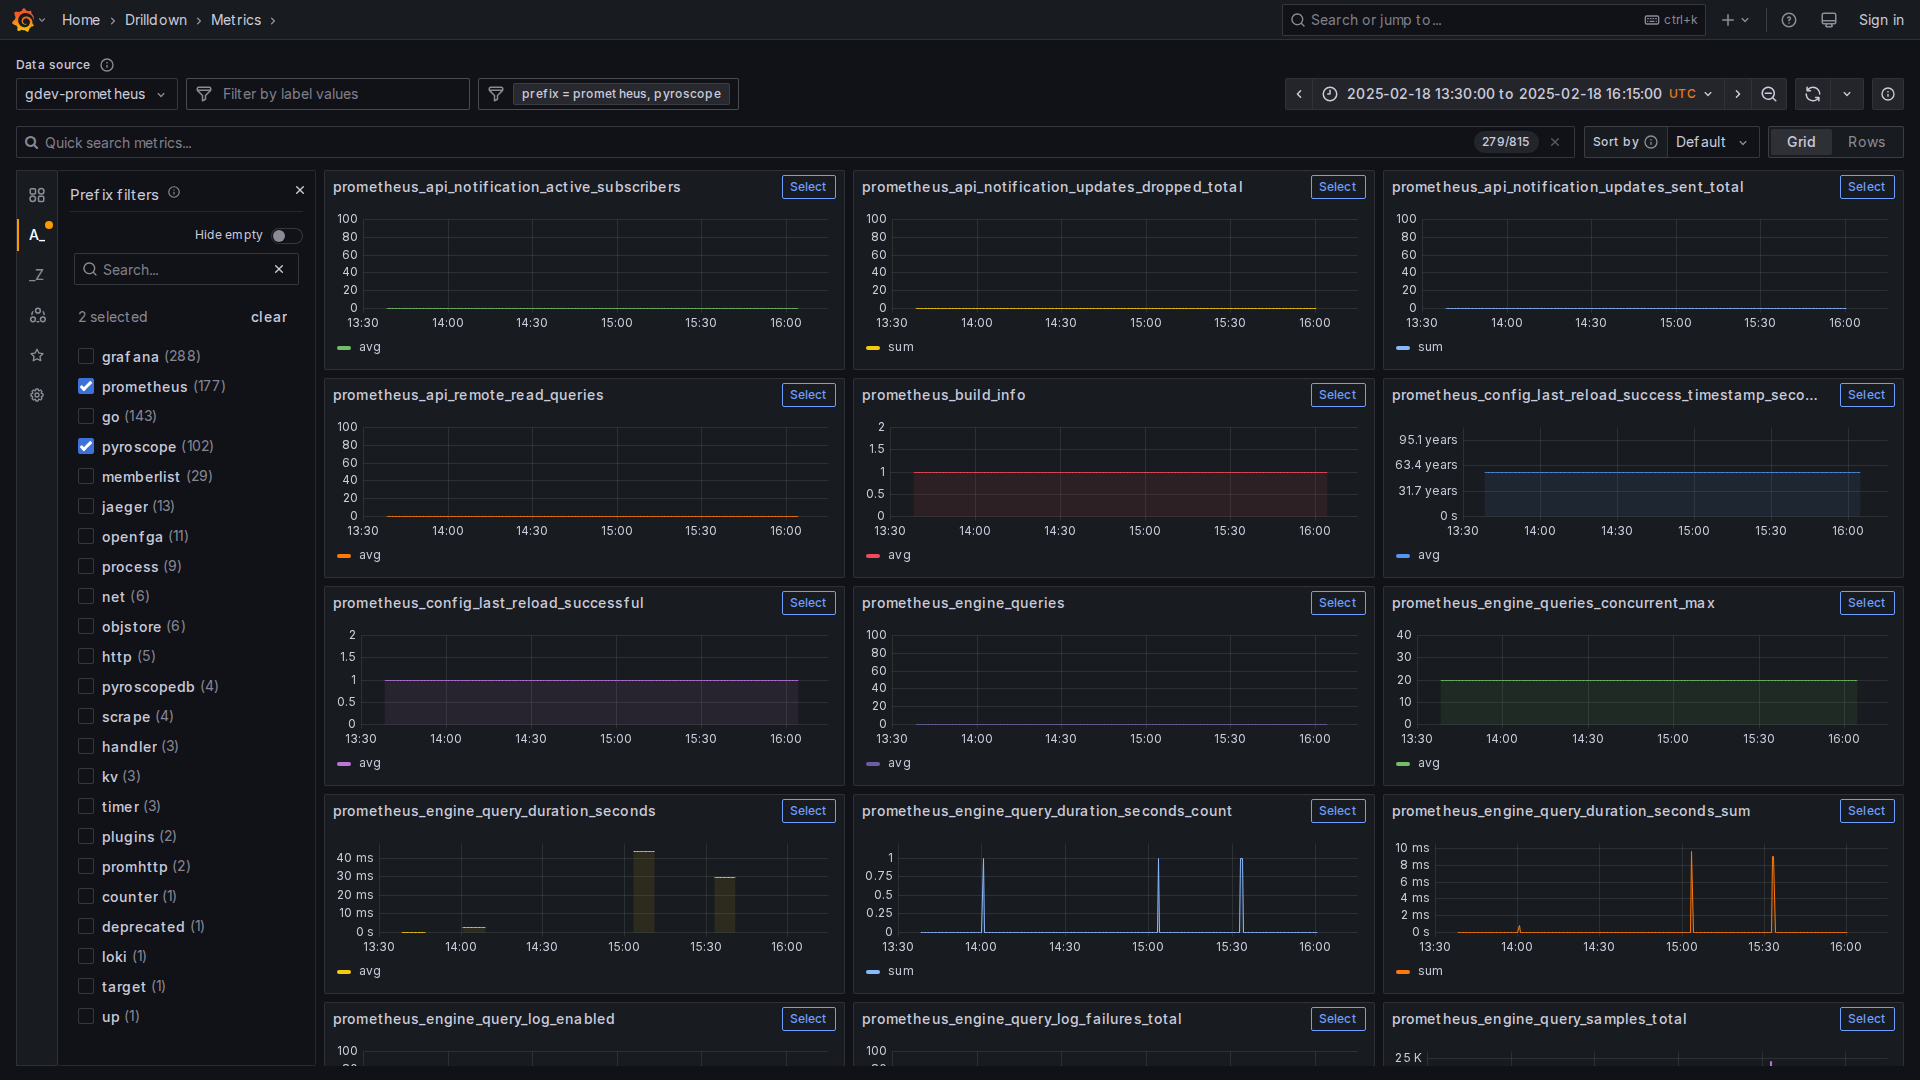 Home › Drilldown › Metrics ›
Search or jump to...
ctrl+k
Sign in
Data source
gdev-prometheus
Filter by label values
prefix = prometheus, pyroscope
2025-02-18 13:30:00 to 2025-02-18 16:15:00 UTC
Quick search metrics...
279/815
Sort by
Default
Grid
Rows
Prefix filters
Hide empty
Search...
2 selected
clear
grafana (288)
prometheus (177)
go (143)
pyroscope (102)
memberlist (29)
jaeger (13)
openfga (11)
process (9)
net (6)
objstore (6)
http (5)
pyroscopedb (4)
scrape (4)
handler (3)
kv (3)
timer (3)
plugins (2)
promhttp (2)
counter (1)
deprecated (1)
loki (1)
target (1)
up (1)
A_
_Z
prometheus_api_notification_active_subscribers
Select
100
80
60
40
20
0
13:30 14:00 14:30 15:00 15:30 16:00
avg
prometheus_api_notification_updates_dropped_total
Select
100
80
60
40
20
0
13:30 14:00 14:30 15:00 15:30 16:00
sum
prometheus_api_notification_updates_sent_total
Select
100
80
60
40
20
0
13:30 14:00 14:30 15:00 15:30 16:00
sum
prometheus_api_remote_read_queries
Select
100
80
60
40
20
0
13:30 14:00 14:30 15:00 15:30 16:00
avg
prometheus_build_info
Select
2
1.5
1
0.5
0
13:30 14:00 14:30 15:00 15:30 16:00
avg
prometheus_config_last_reload_success_timestamp_seco...
Select
95.1 years
63.4 years
31.7 years
0 s
13:30 14:00 14:30 15:00 15:30 16:00
avg
prometheus_config_last_reload_successful
Select
2
1.5
1
0.5
0
13:30 14:00 14:30 15:00 15:30 16:00
avg
prometheus_engine_queries
Select
100
80
60
40
20
0
13:30 14:00 14:30 15:00 15:30 16:00
avg
prometheus_engine_queries_concurrent_max
Select
40
30
20
10
0
13:30 14:00 14:30 15:00 15:30 16:00
avg
prometheus_engine_query_duration_seconds
Select
40 ms
30 ms
20 ms
10 ms
0 s
13:30 14:00 14:30 15:00 15:30 16:00
avg
prometheus_engine_query_duration_seconds_count
Select
1
0.75
0.5
0.25
0
13:30 14:00 14:30 15:00 15:30 16:00
sum
prometheus_engine_query_duration_seconds_sum
Select
10 ms
8 ms
6 ms
4 ms
2 ms
0 s
13:30 14:00 14:30 15:00 15:30 16:00
sum
prometheus_engine_query_log_enabled
Select
100
prometheus_engine_query_log_failures_total
Select
100
prometheus_engine_query_samples_total
Select
25 K